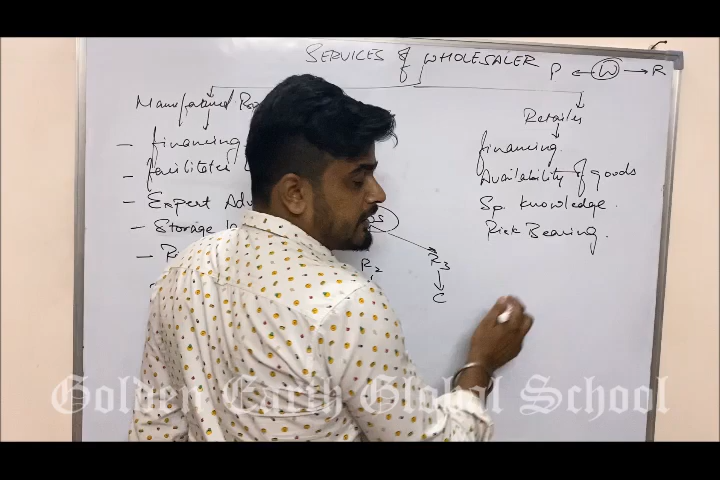 SERVICES of WHOLESALER
P ← W → R
Retailer
- financing
- facilitates
- Expert Adv
- Storage
R2
R3
C
financing.
Availability of goods
Sp. Knowledge.
Risk Bearing.
Golden Earth Global School